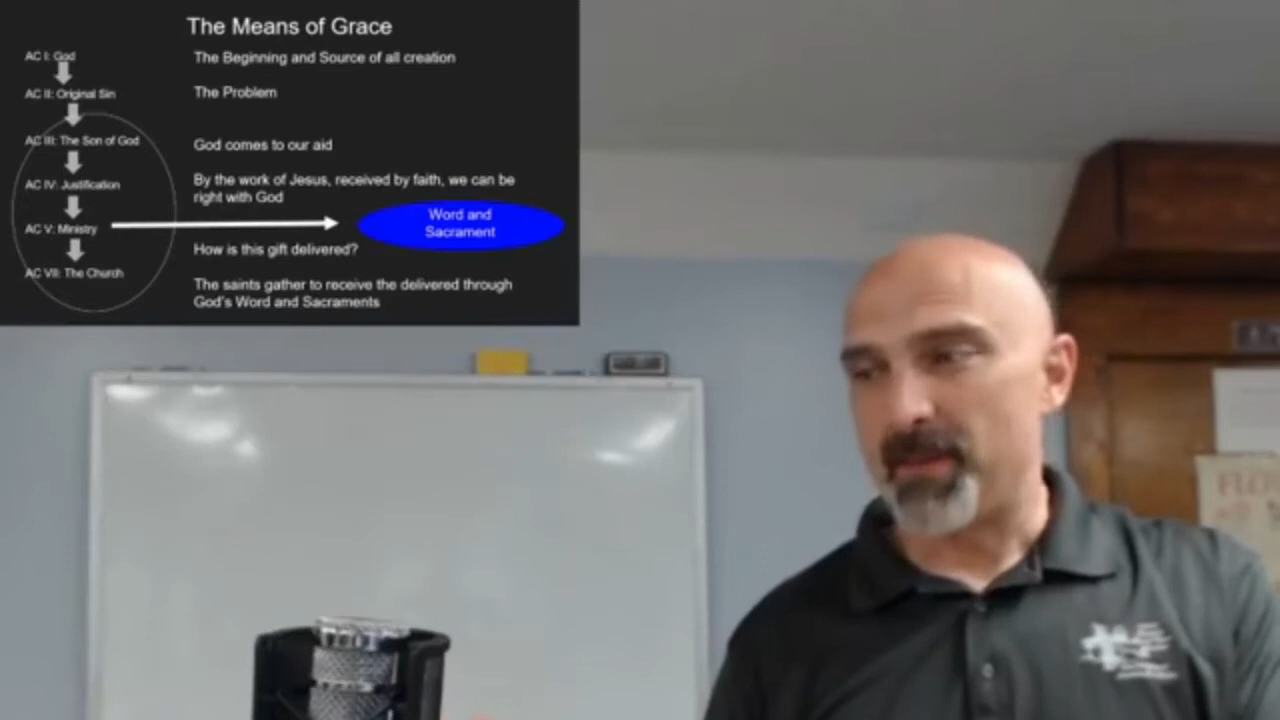 The Means of Grace
AC I: God
The Beginning and Source of all creation
AC II: Original Sin
The Problem
AC III: The Son of God
God comes to our aid
AC IV: Justification
By the work of Jesus, received by faith, we can be
right with God
Word and
Sacrament
AC V: Ministry
How is this gift delivered?
AC VII: The Church
The saints gather to receive the delivered through
God's Word and Sacraments